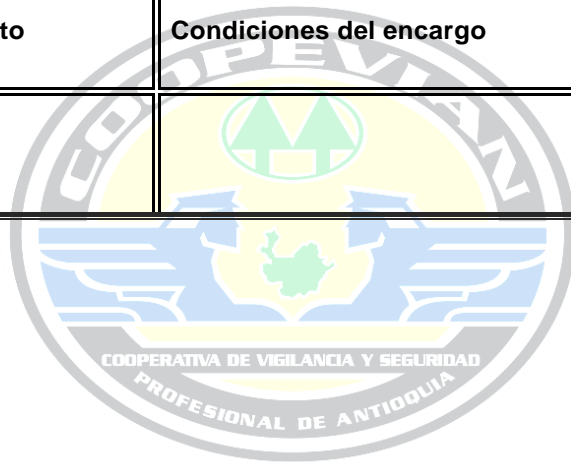 to Condiciones del encargo
COOPEVIAN
COOPERATIVA DE VIGILANCIA Y SEGURIDAD
PROFESIONAL DE ANTIOQUIA